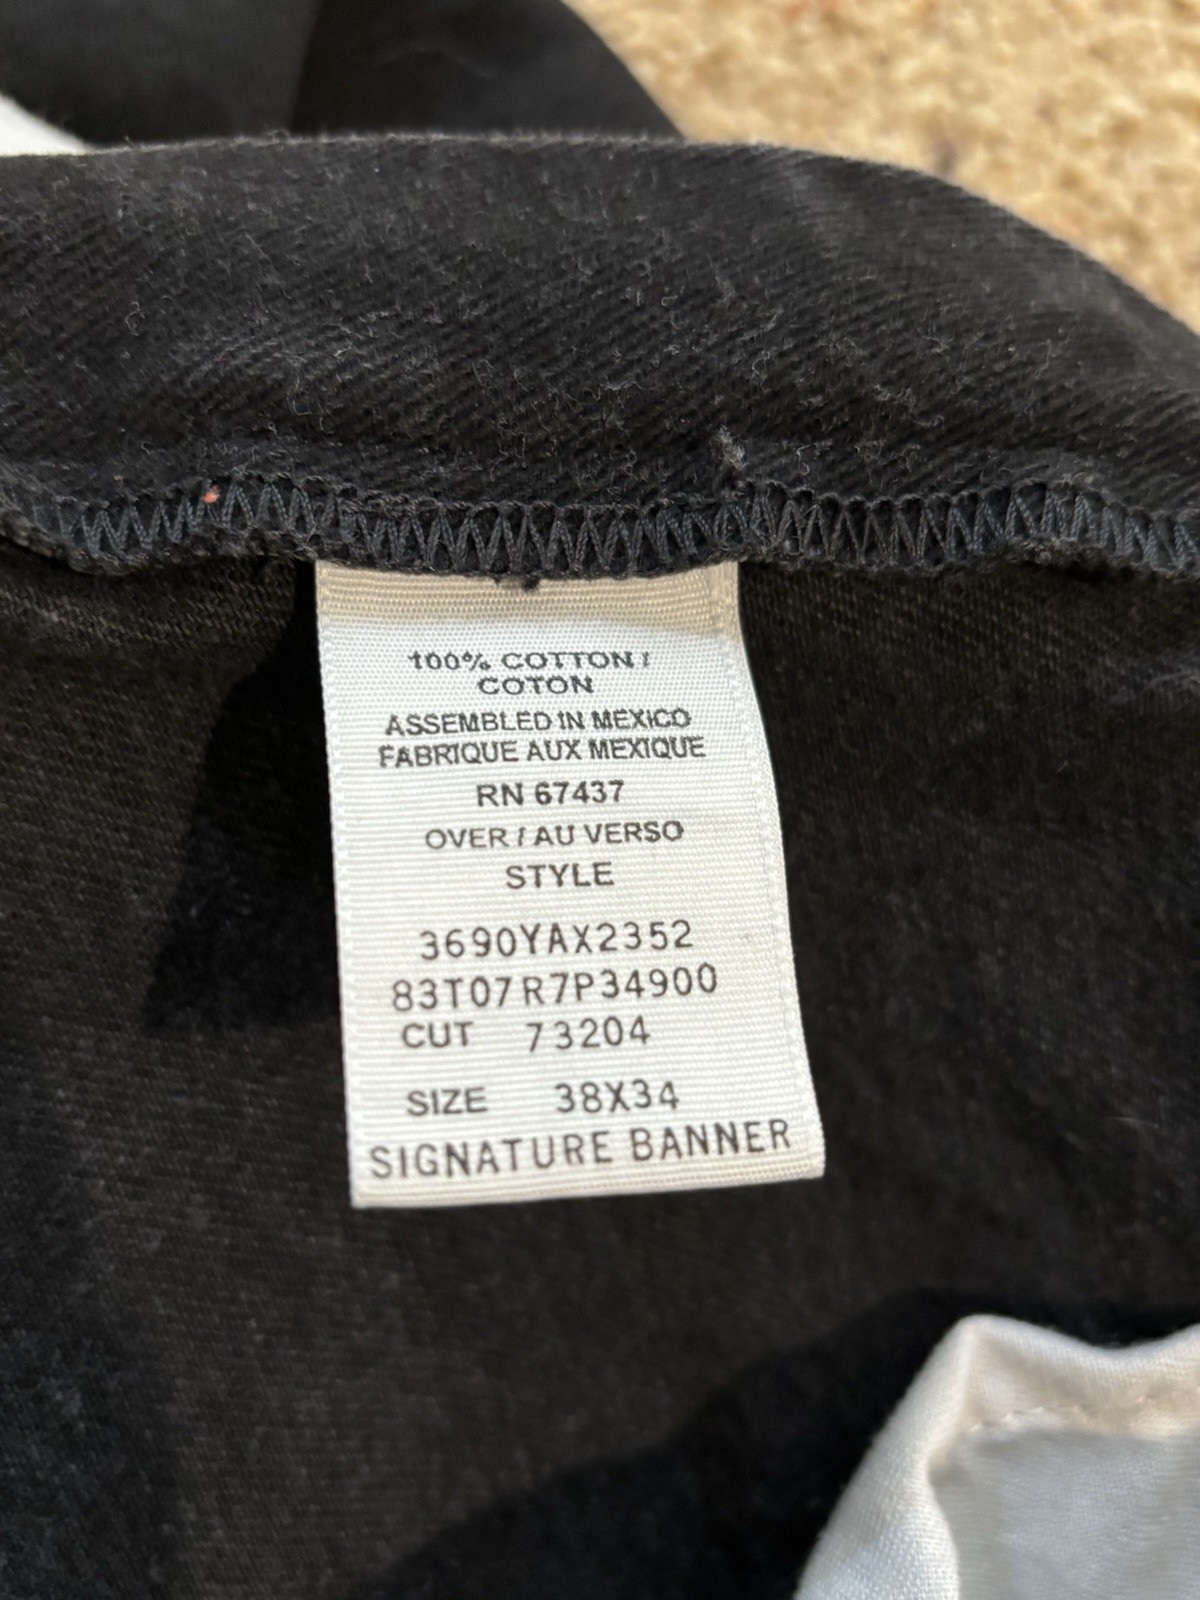 100% COTTON /
COTON
ASSEMBLED IN MEXICO
FABRIQUE AUX MEXIQUE
RN 67437
OVER / AU VERSO
STYLE
3690YAX2352
83T07R7P34900
CUT 73204
SIZE 38X34
SIGNATURE BANNER